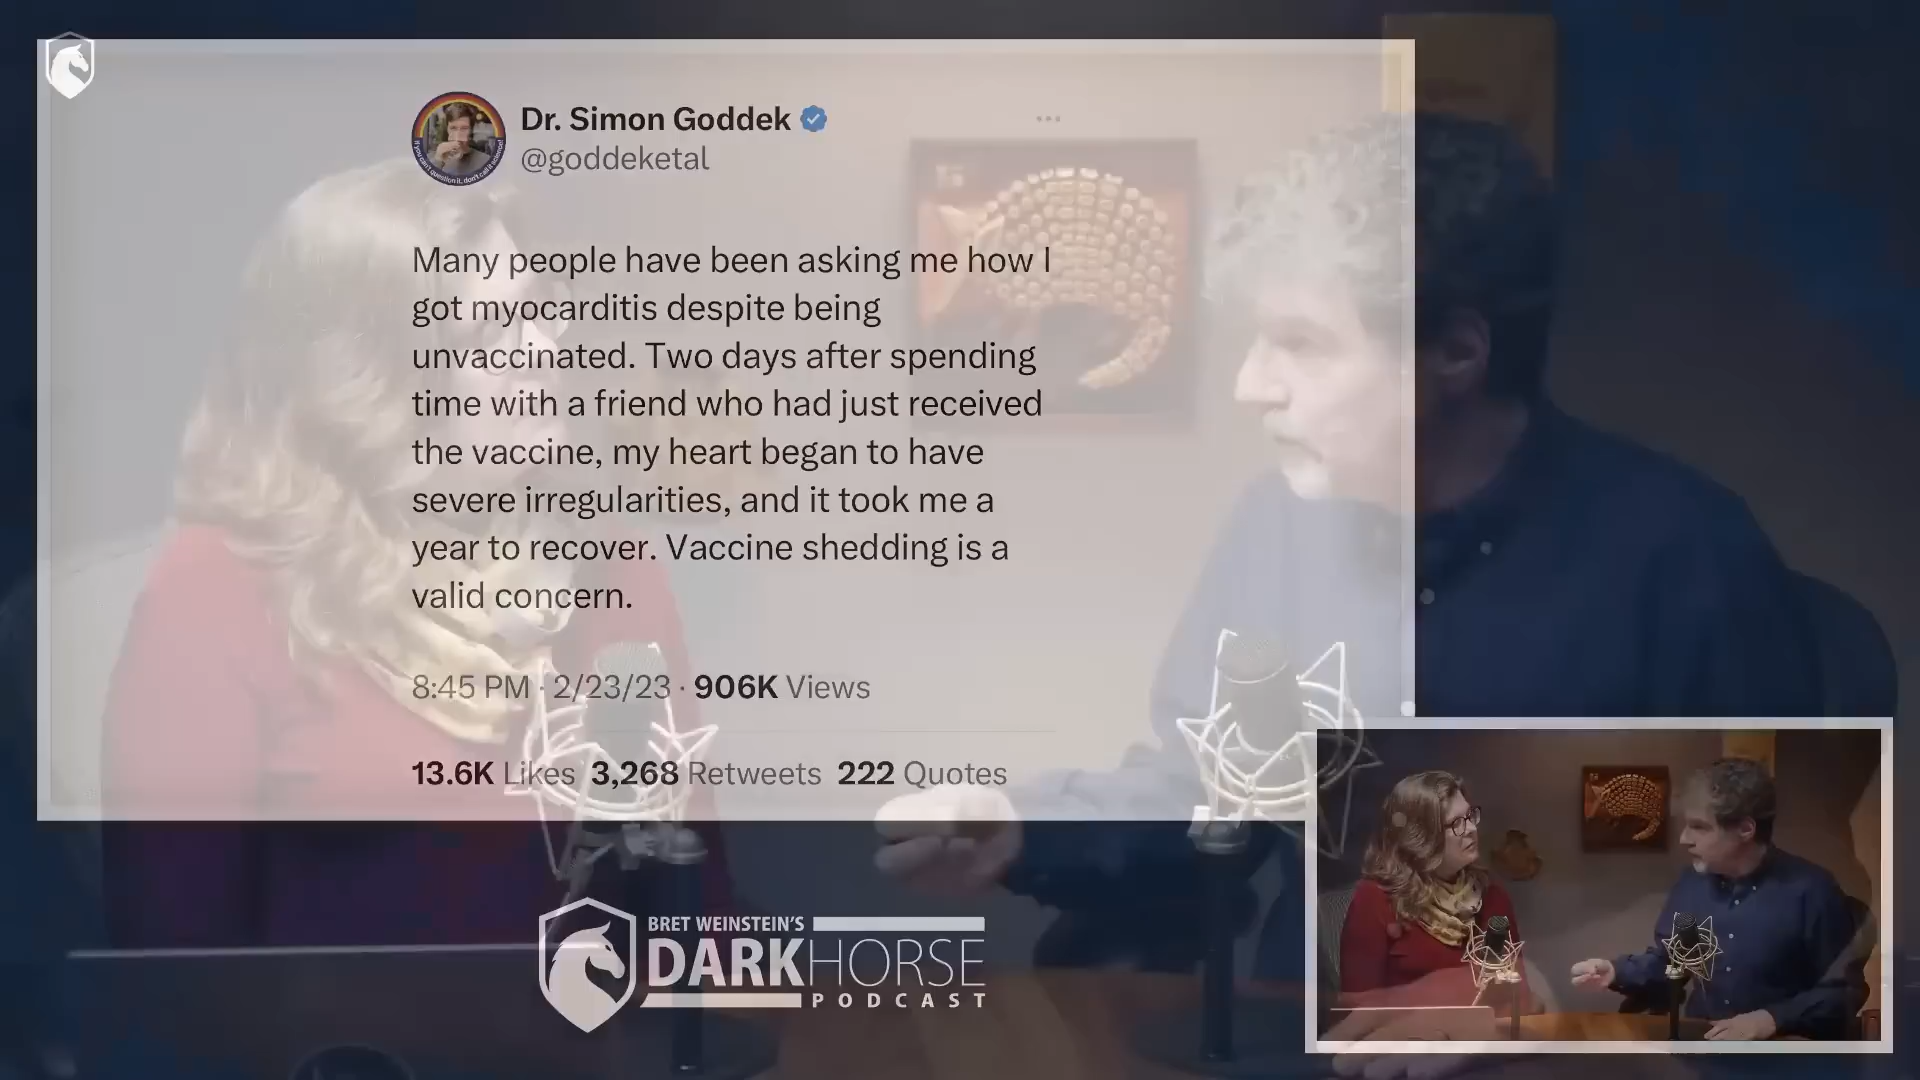 Dr. Simon Goddek
@goddeketal
Many people have been asking me how I
got myocarditis despite being
unvaccinated. Two days after spending
time with a friend who had just received
the vaccine, my heart began to have
severe irregularities, and it took me a
year to recover. Vaccine shedding is a
valid concern.
8:45 PM · 2/23/23 · 906K Views
13.6K Likes 3,268 Retweets 222 Quotes
BRET WEINSTEIN'S
DARKHORSE
PODCAST